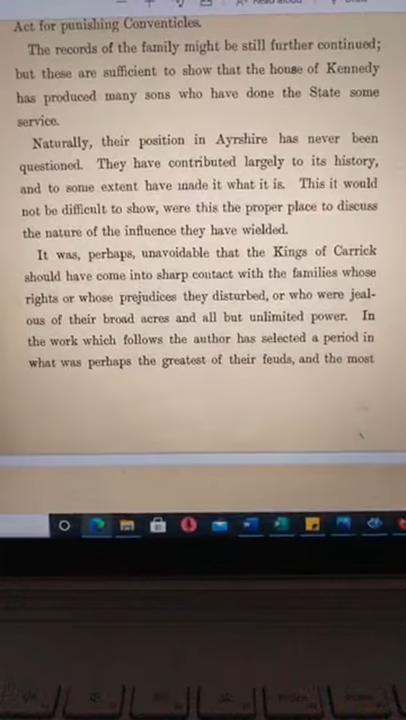 Read aloud
Act for punishing Conventicles.
The records of the family might be still further continued;
but these are sufficient to show that the house of Kennedy
has produced many sons who have done the State some
service.
Naturally, their position in Ayrshire has never been
questioned. They have contributed largely to its history,
and to some extent have made it what it is. This it would
not be difficult to show, were this the proper place to discuss
the nature of the influence they have wielded.
It was, perhaps, unavoidable that the Kings of Carrick
should have come into sharp contact with the families whose
rights or whose prejudices they disturbed, or who were jeal-
ous of their broad acres and all but unlimited power. In
the work which follows the author has selected a period in
what was perhaps the greatest of their feuds, and the most